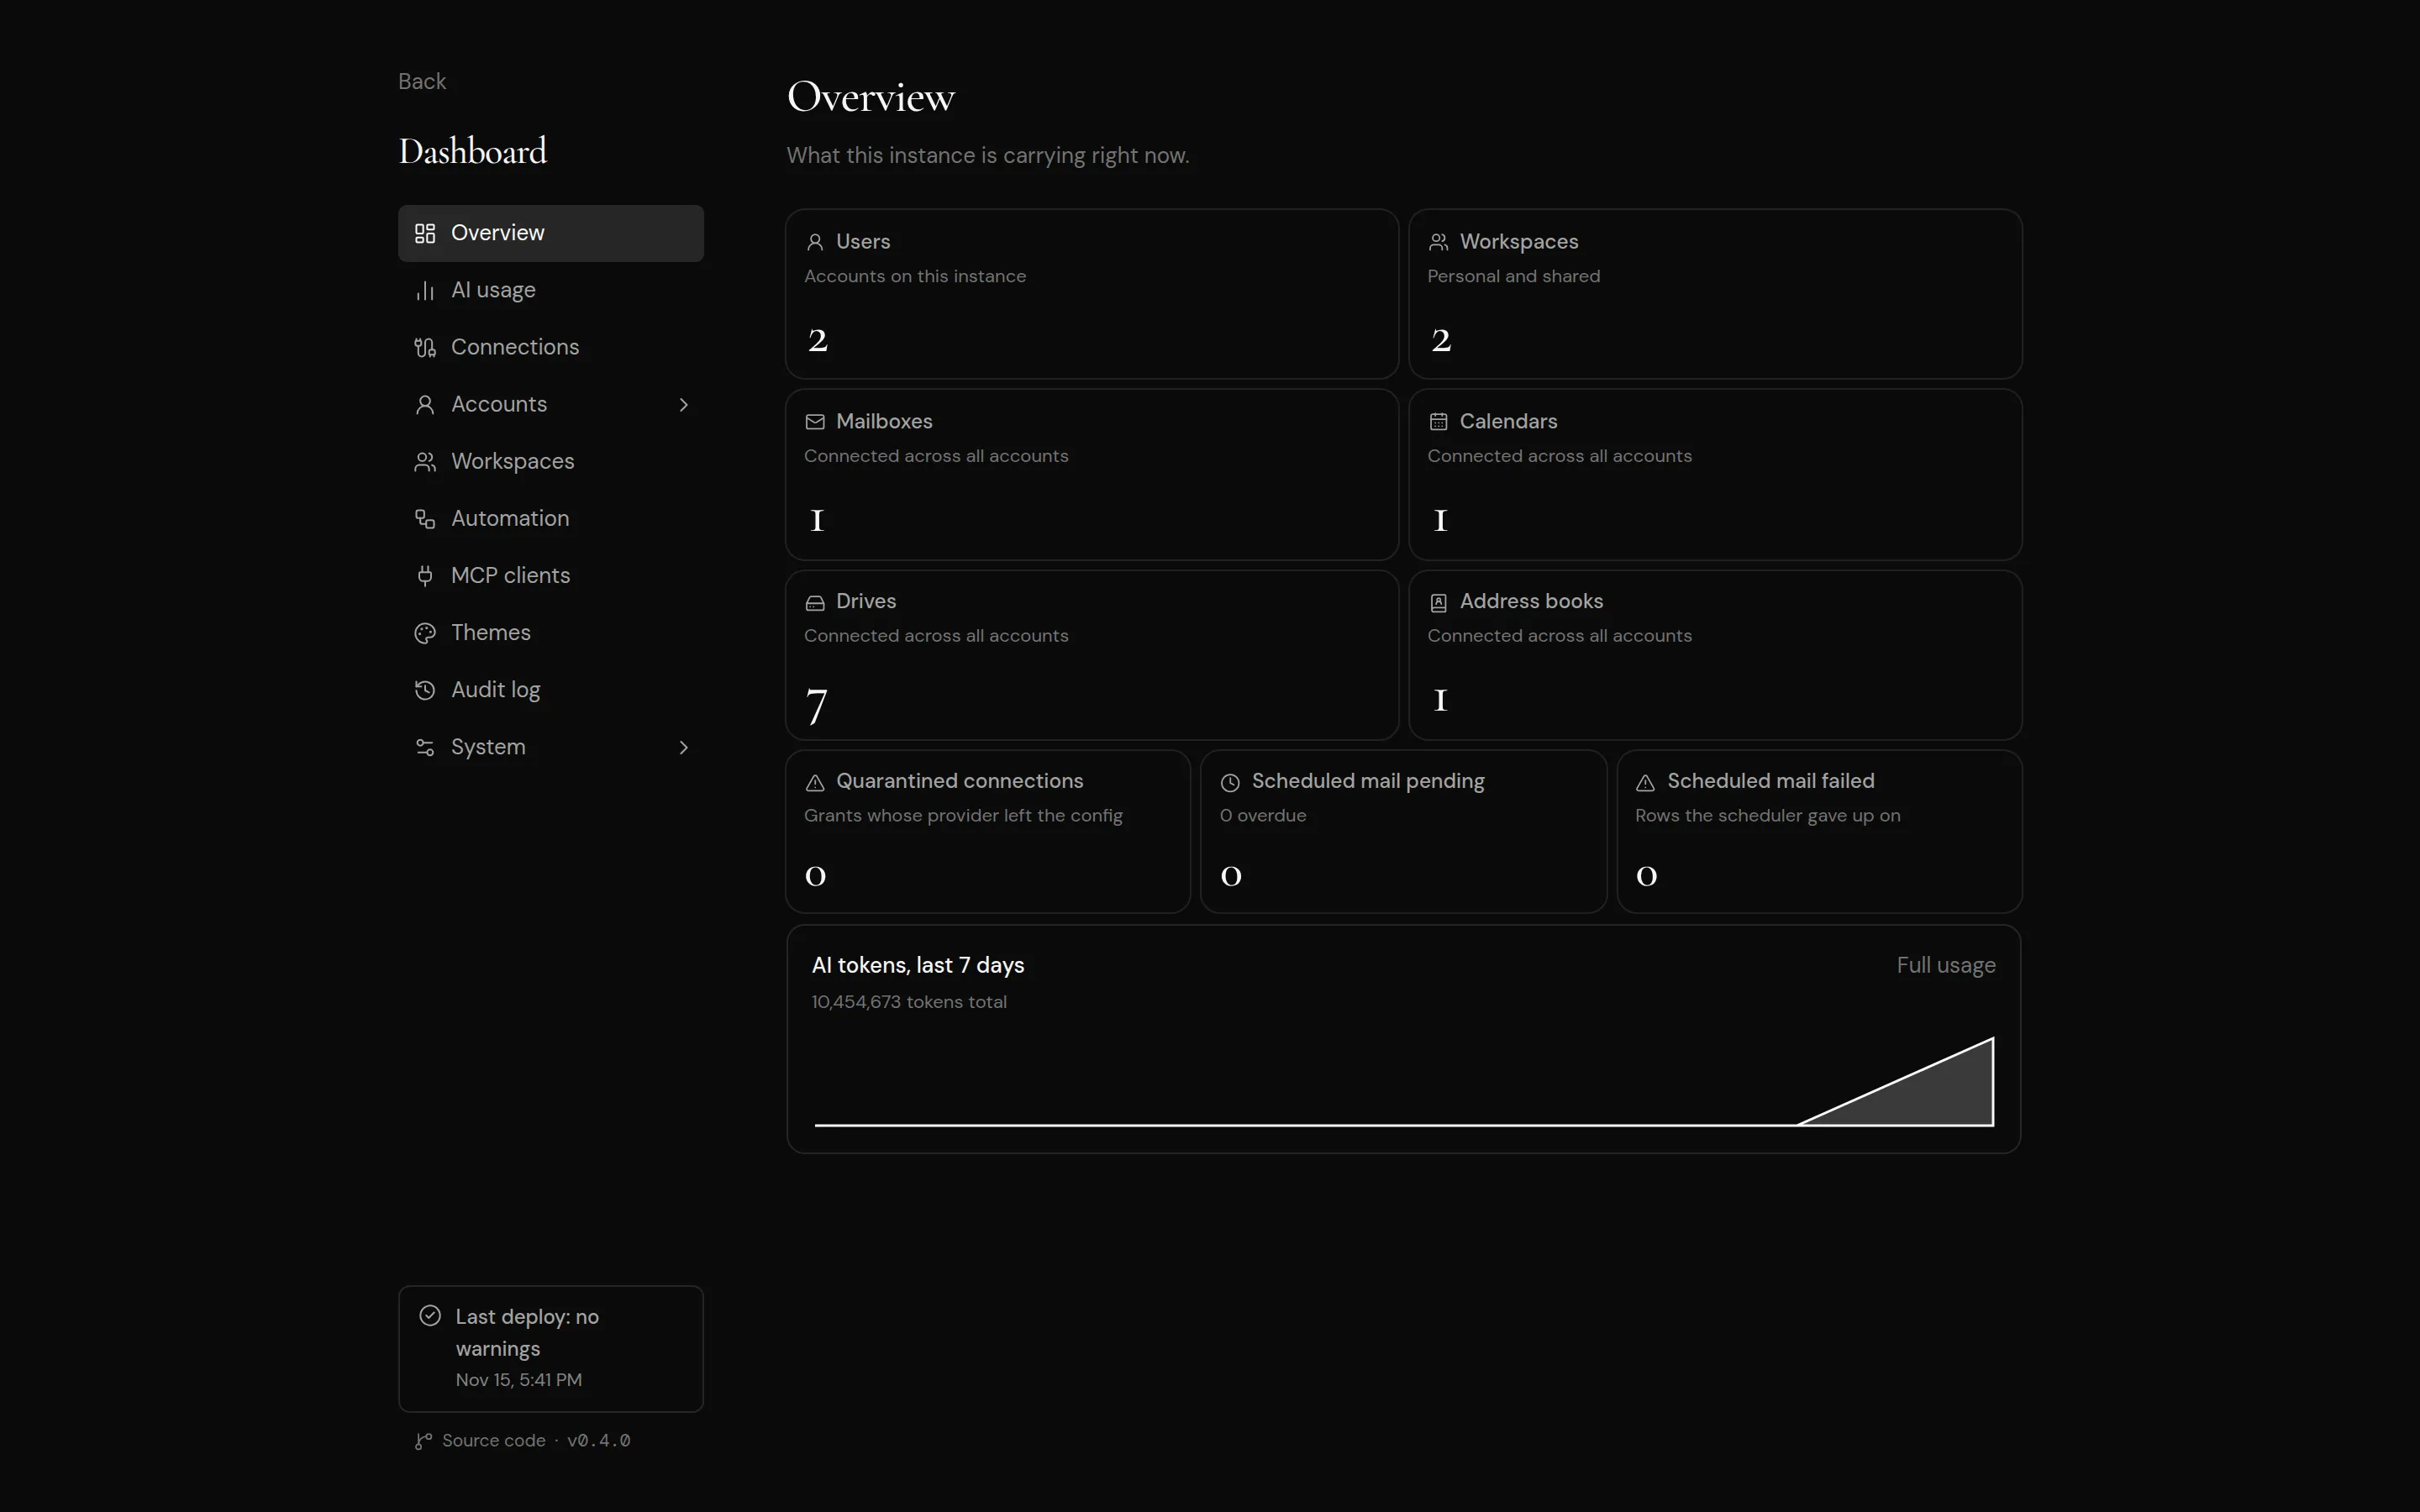 Back
Dashboard
Overview
AI usage
Connections
Accounts
Workspaces
Automation
MCP clients
Themes
Audit log
System
Last deploy: no
warnings
Nov 15, 5:41 PM
Source code · v0.4.0
Overview
What this instance is carrying right now.
Users
Accounts on this instance
2
Workspaces
Personal and shared
2
Mailboxes
Connected across all accounts
1
Calendars
Connected across all accounts
1
Drives
Connected across all accounts
7
Address books
Connected across all accounts
1
Quarantined connections
Grants whose provider left the config
0
Scheduled mail pending
0 overdue
0
Scheduled mail failed
Rows the scheduler gave up on
0
AI tokens, last 7 days
Full usage
10,454,673 tokens total